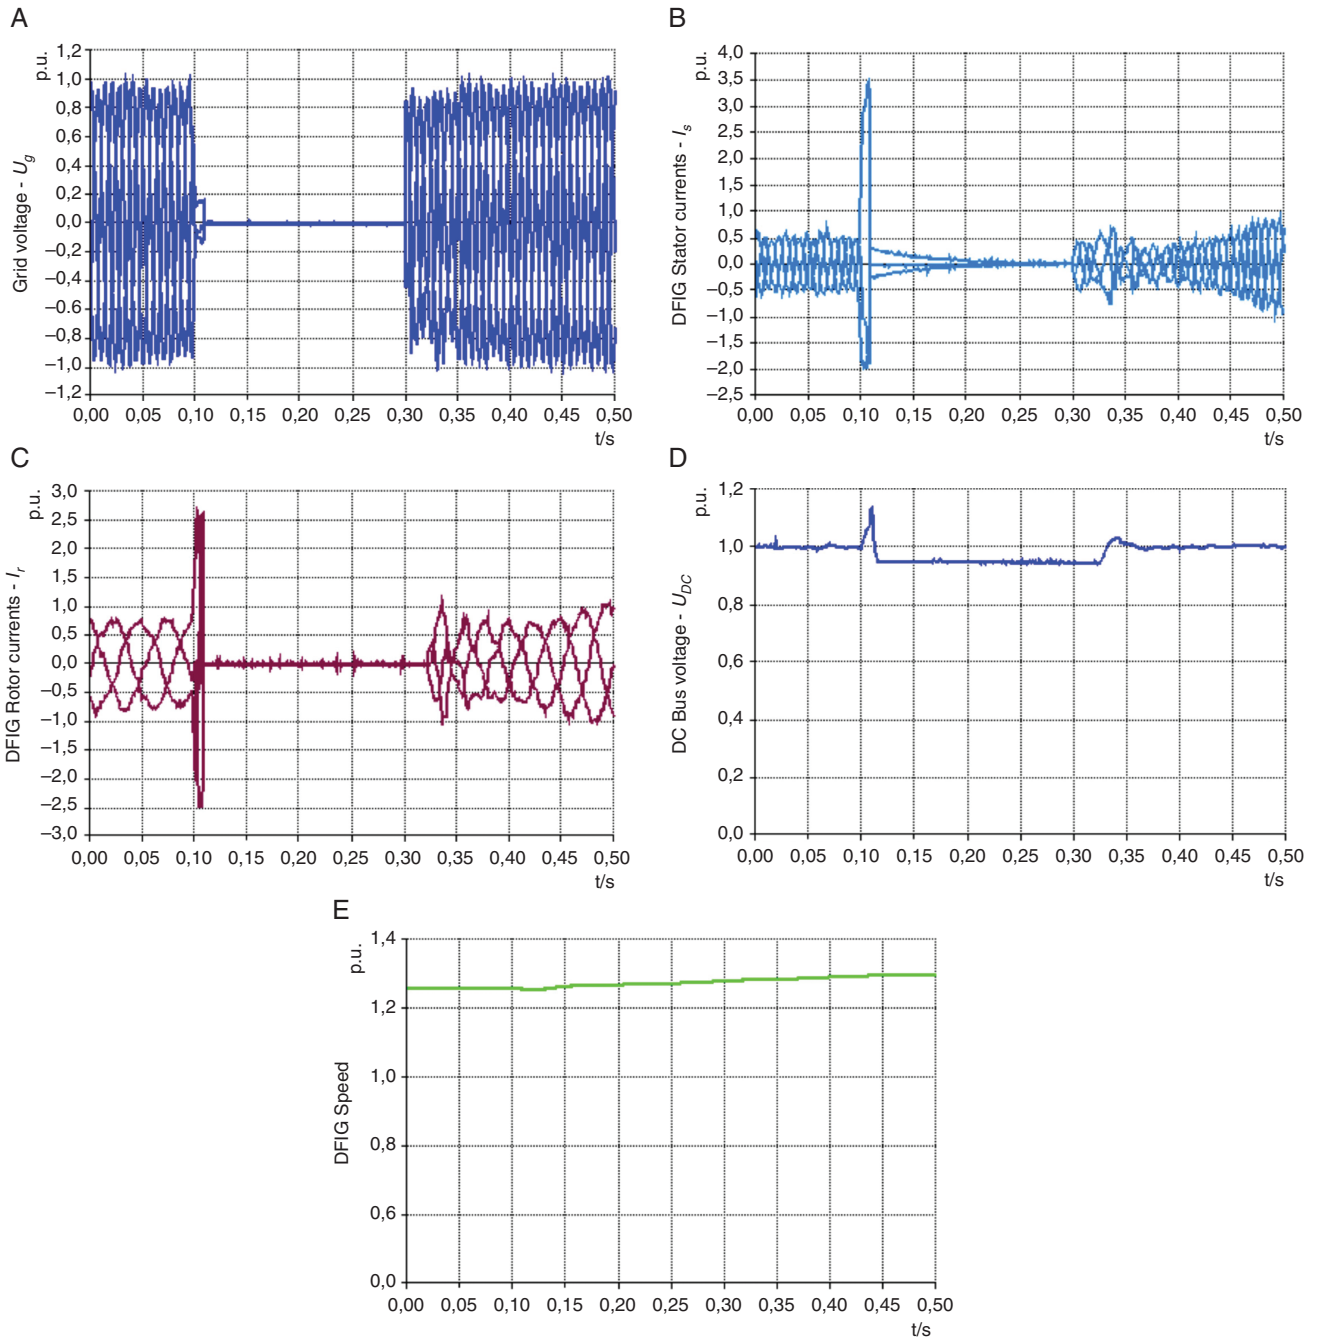 A
p.u.
Grid voltage - Ug
1,2
1,0
0,8
0,6
0,4
0,2
0,0
–0,2
–0,4
–0,6
–0,8
–1,0
–1,2
0,00 0,05 0,10 0,15 0,20 0,25 0,30 0,35 0,40 0,45 0,50
t/s
B
p.u.
DFIG Stator currents - Is
4,0
3,5
3,0
2,5
2,0
1,5
1,0
0,5
0,0
–0,5
–1,0
–1,5
–2,0
–2,5
0,00 0,05 0,10 0,15 0,20 0,25 0,30 0,35 0,40 0,45 0,50
t/s
C
p.u.
DFIG Rotor currents - Ir
3,0
2,5
2,0
1,5
1,0
0,5
0,0
–0,5
–1,0
–1,5
–2,0
–2,5
–3,0
0,00 0,05 0,10 0,15 0,20 0,25 0,30 0,35 0,40 0,45 0,50
t/s
D
p.u.
DC Bus voltage - UDC
1,2
1,0
0,8
0,6
0,4
0,2
0,0
0,00 0,05 0,10 0,15 0,20 0,25 0,30 0,35 0,40 0,45 0,50
t/s
E
p.u.
DFIG Speed
1,4
1,2
1,0
0,8
0,6
0,0
0,00 0,05 0,10 0,15 0,20 0,25 0,30 0,35 0,40 0,45 0,50
t/s